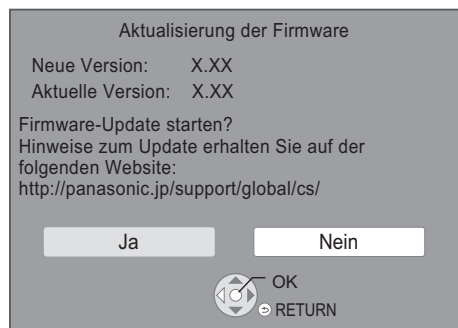 Aktualisierung der Firmware
Neue Version: X.XX
Aktuelle Version: X.XX
Firmware-Update starten?
Hinweise zum Update erhalten Sie auf der
folgenden Website:
http://panasonic.jp/support/global/cs/
Ja Nein
OK
RETURN